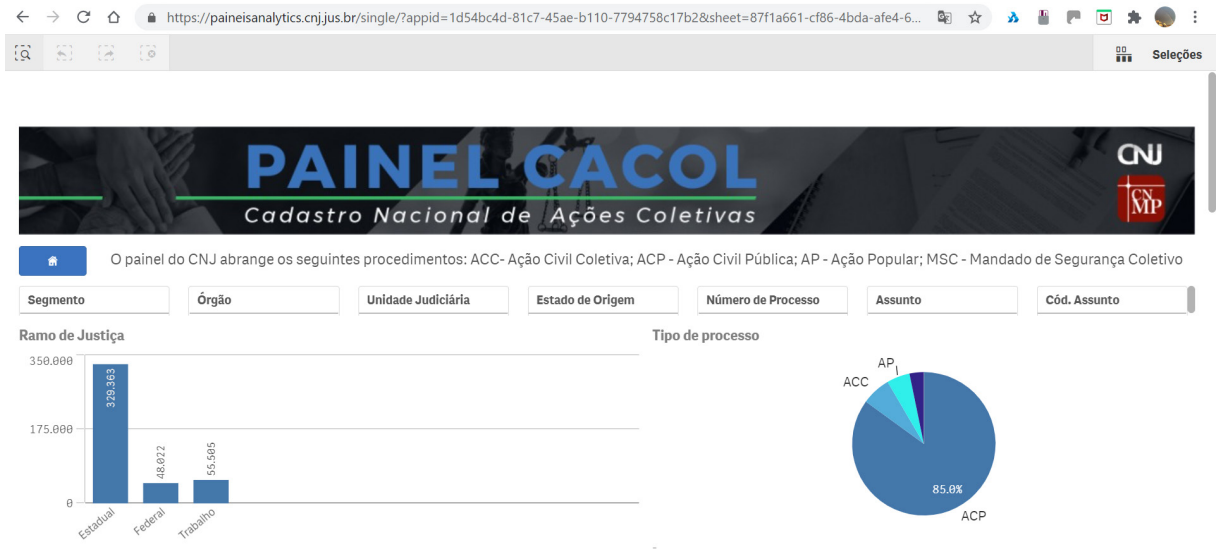 https://paineisanalytics.cnj.jus.br/single/?appid=1d54bc4d-81c7-45ae-b110-7794758c17b2&sheet=87f1a661-cf86-4bda-afe4-6...
Seleções
PAINEL CACOL
Cadastro Nacional de Ações Coletivas
CNJ
CN
MP
O painel do CNJ abrange os seguintes procedimentos: ACC- Ação Civil Coletiva; ACP - Ação Civil Pública; AP - Ação Popular; MSC - Mandado de Segurança Coletivo
Segmento Órgão Unidade Judiciária Estado de Origem Número de Processo Assunto Cód. Assunto
Ramo de Justiça
350.000
175.000
0
329.363
48.022
55.505
Estadual
Federal
Trabalho
Tipo de processo
AP
ACC
85.0%
ACP